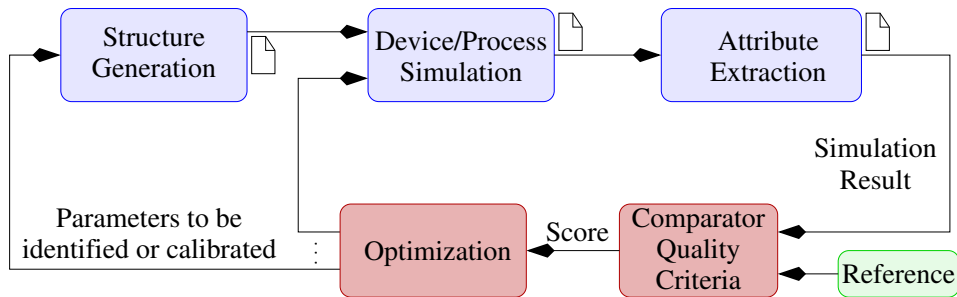 Structure
Generation
Device/Process
Simulation
Attribute
Extraction
Simulation
Result
Parameters to be
identified or calibrated
Optimization
Score
Comparator
Quality
Criteria
Reference